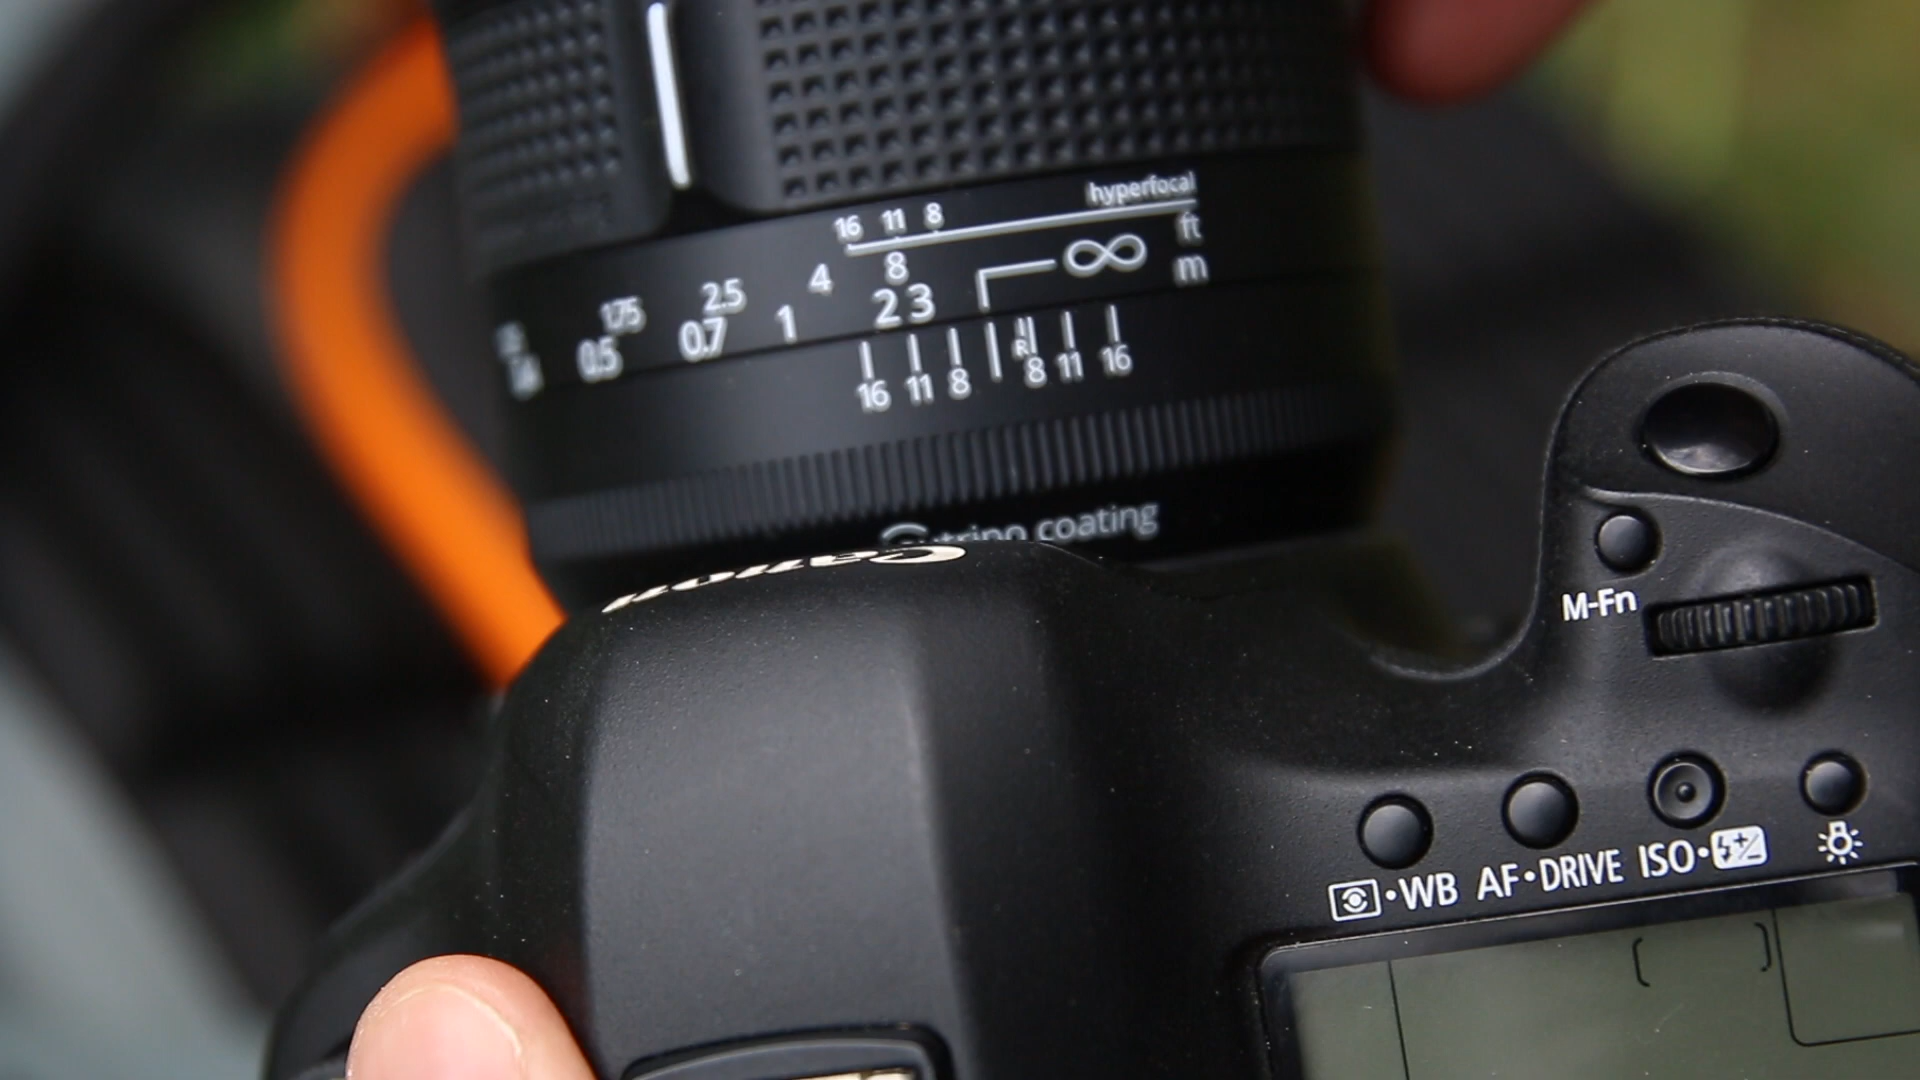 hyperfocal
16 11 8
ft
8
4
2.5
1.75
∞
m
0.5 0.7 1 2 3
R
16 11 8 8 11 16
coating
Canon
M-Fn
WB AF•DRIVE ISO•